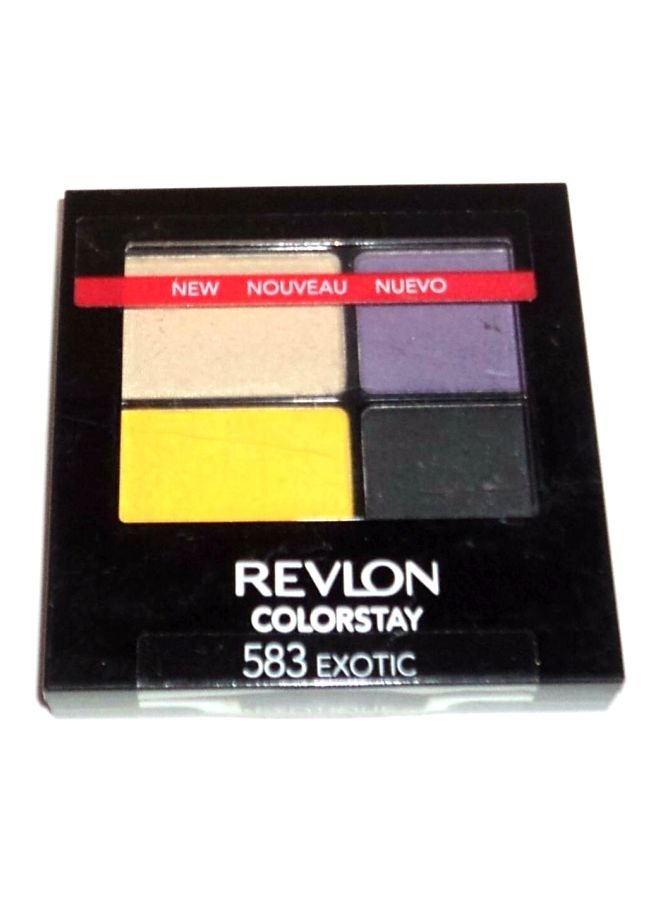 NEW NOUVEAU NUEVO
REVLON
COLORSTAY
583 EXOTIC